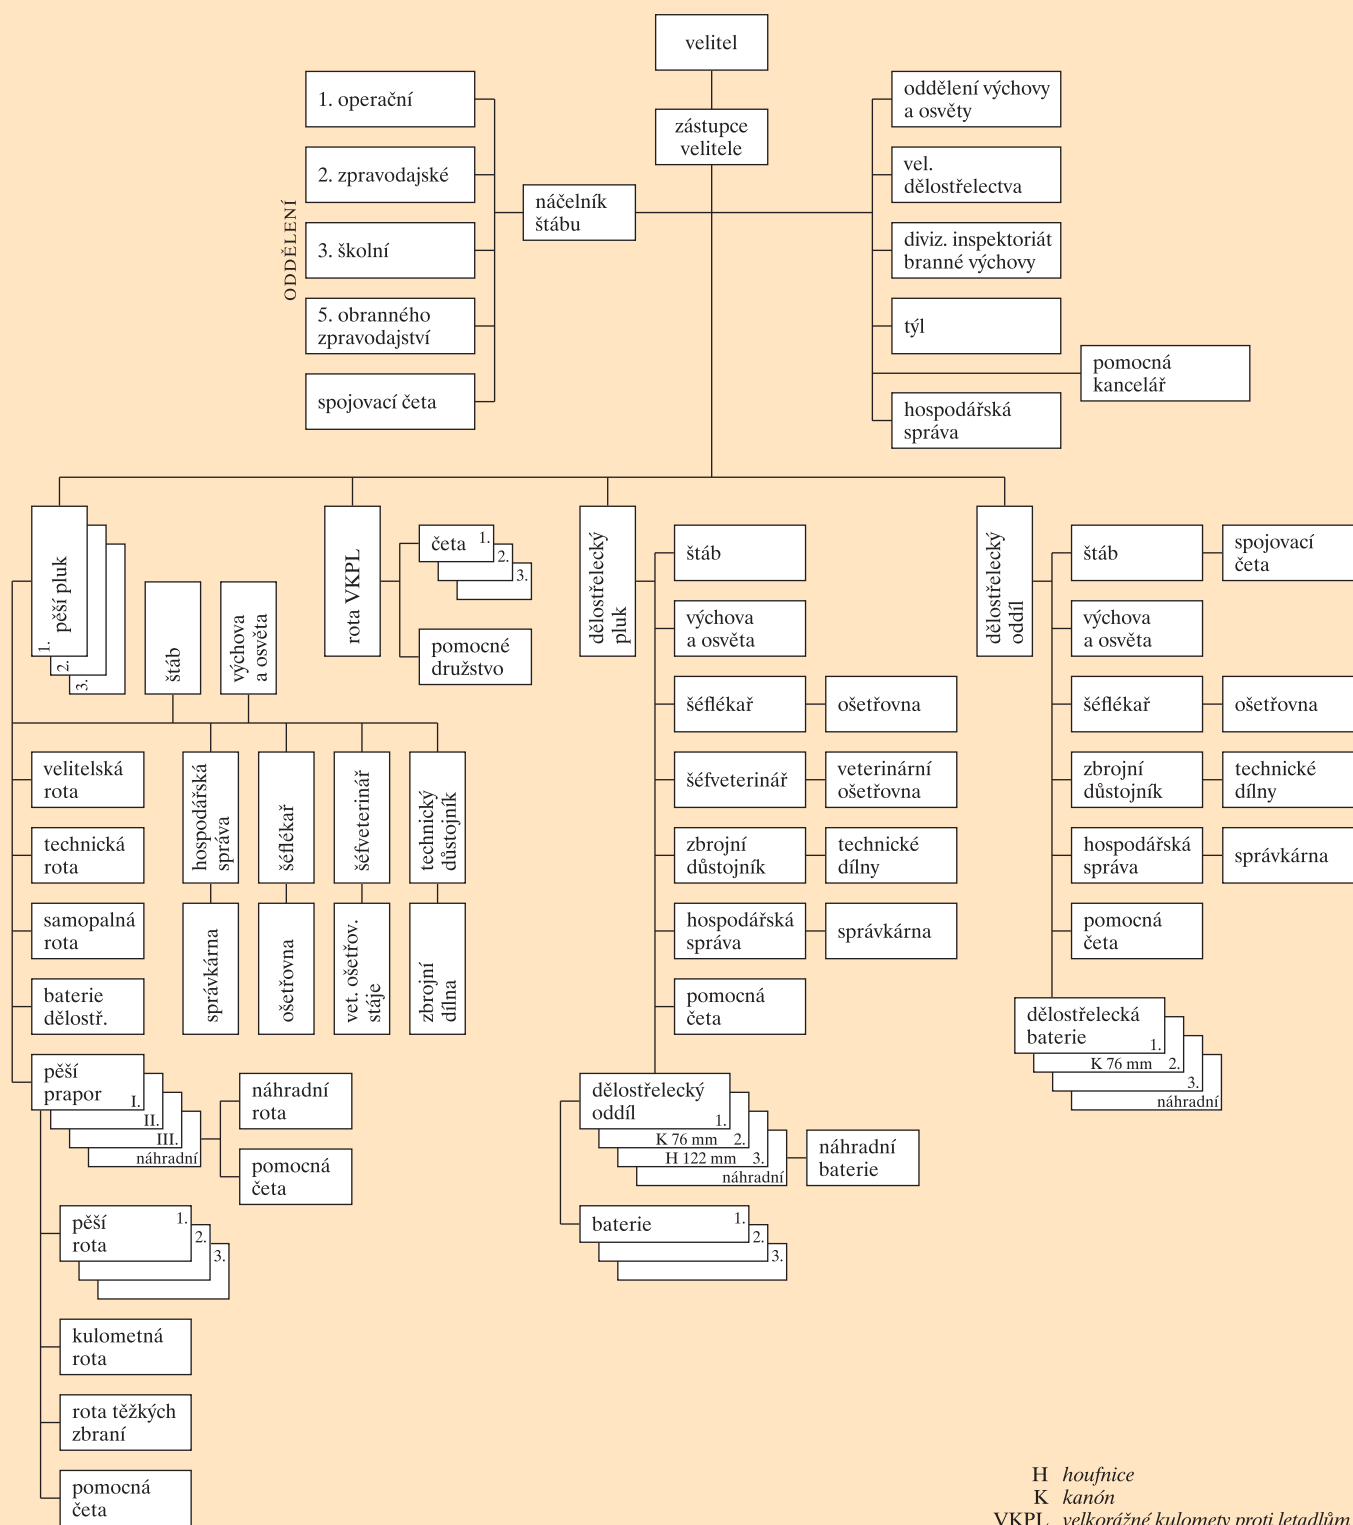 velitel
zástupce
velitele
ODDĚLENÍ
1. operační
2. zpravodajské
3. školní
5. obranného
zpravodajství
spojovací četa
náčelník
štábu
oddělení výchovy
a osvěty
vel.
dělostřelectva
diviz. inspektoriát
branné výchovy
týl
pomocná
kancelář
hospodářská
správa
pěší pluk
1.
2.
3.
štáb
výchova
a osvěta
velitelská
rota
technická
rota
samopalná
rota
baterie
dělostř.
hospodářská
správa
šéflékař
šéfveterinář
technický
důstojník
správkárna
ošetřovna
vet. ošetřov.
stáje
zbrojní
dílna
pěší
prapor
I.
II.
III.
náhradní
náhradní
rota
pomocná
četa
pěší
rota
1.
2.
3.
kulometná
rota
rota těžkých
zbraní
pomocná
četa
rota VKPL
četa 1.
2.
3.
pomocné
družstvo
dělostřelecký
pluk
štáb
výchova
a osvěta
šéflékař
ošetřovna
šéfveterinář
veterinární
ošetřovna
zbrojní
důstojník
technické
dílny
hospodářská
správa
správkárna
pomocná
četa
dělostřelecký
oddíl
1.
K 76 mm 2.
H 122 mm 3.
náhradní
náhradní
baterie
baterie 1.
2.
3.
dělostřelecký
oddíl
štáb
spojovací
četa
výchova
a osvěta
šéflékař
ošetřovna
zbrojní
důstojník
technické
dílny
hospodářská
správa
správkárna
pomocná
četa
dělostřelecká
baterie
1.
K 76 mm 2.
3.
náhradní
H houfnice
K kanón
VKPL velkorážné kulomety proti letadlům